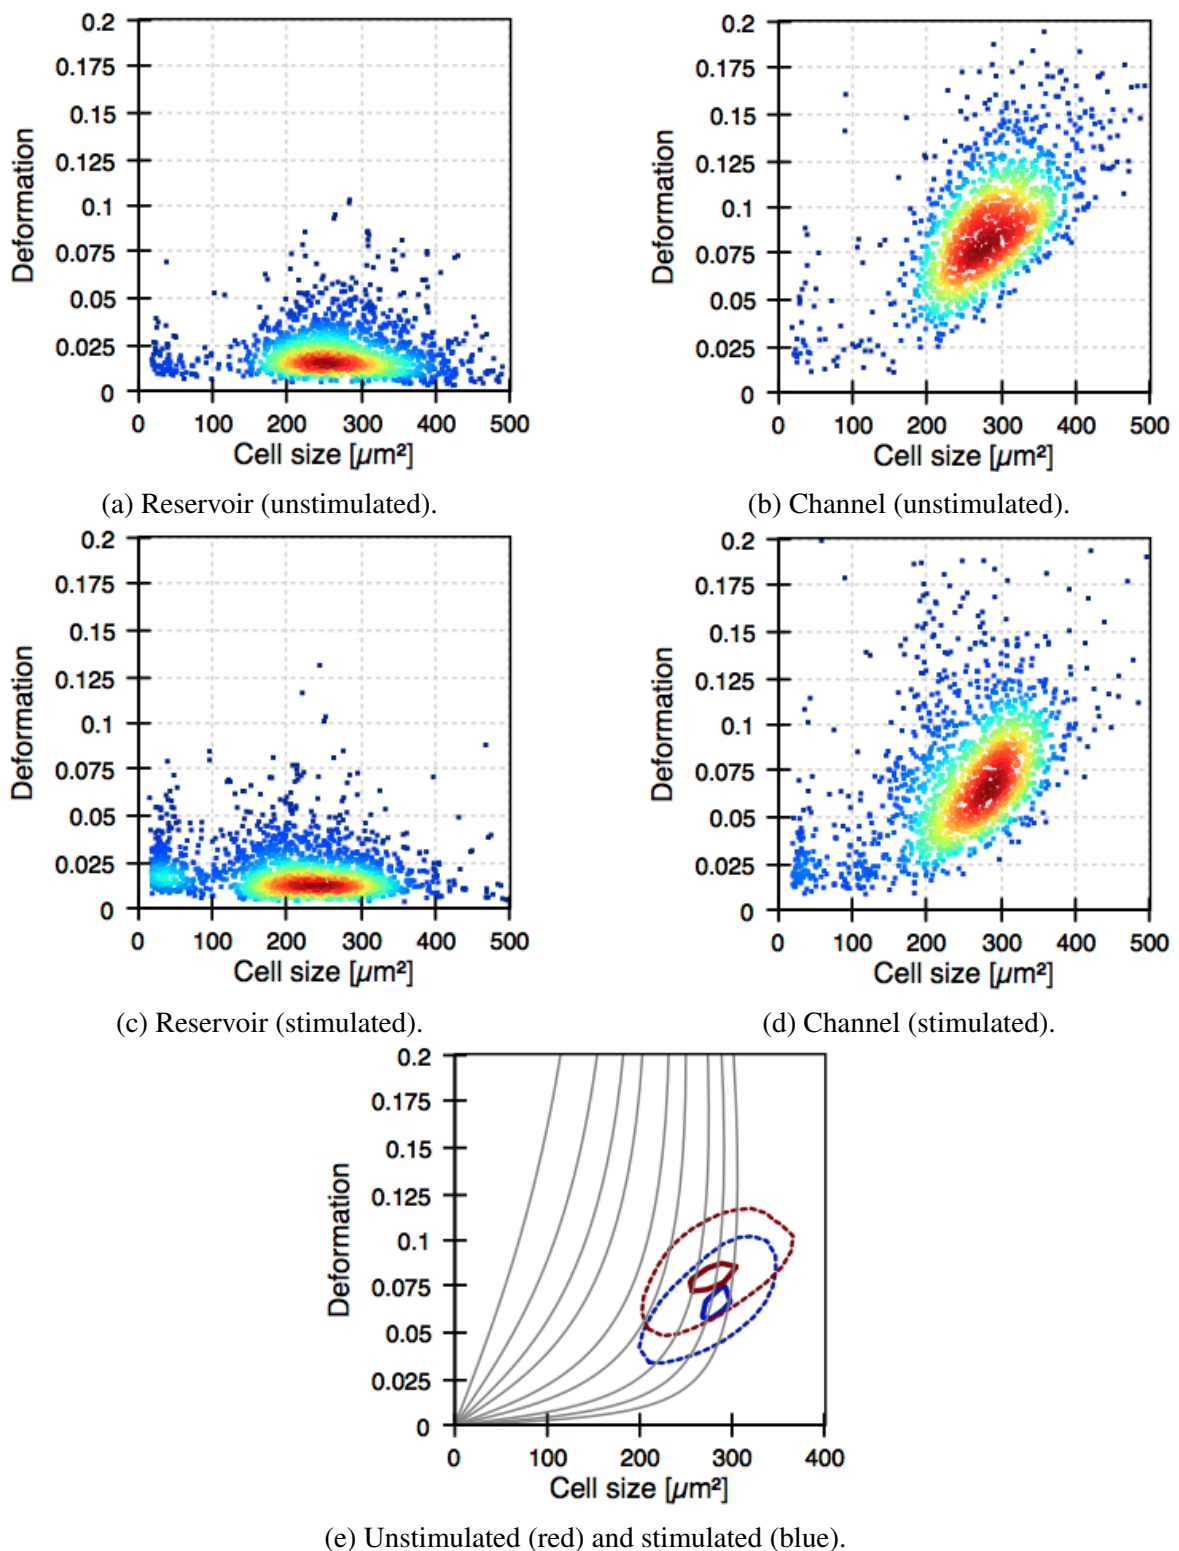 0.2
0.175
0.15
0.125
0.1
0.075
0.05
0.025
0
Deformation
0 100 200 300 400 500
Cell size [µm²]
(a) Reservoir (unstimulated).
0.2
0.175
0.15
0.125
0.1
0.075
0.05
0.025
0
Deformation
0 100 200 300 400 500
Cell size [µm²]
(b) Channel (unstimulated).
0.2
0.175
0.15
0.125
0.1
0.075
0.05
0.025
0
Deformation
0 100 200 300 400 500
Cell size [µm²]
(c) Reservoir (stimulated).
0.2
0.175
0.15
0.125
0.1
0.075
0.05
0.025
0
Deformation
0 100 200 300 400 500
Cell size [µm²]
(d) Channel (stimulated).
0.2
0.175
0.15
0.125
0.1
0.075
0.05
0.025
0
Deformation
0 100 200 300 400
Cell size [µm²]
(e) Unstimulated (red) and stimulated (blue).